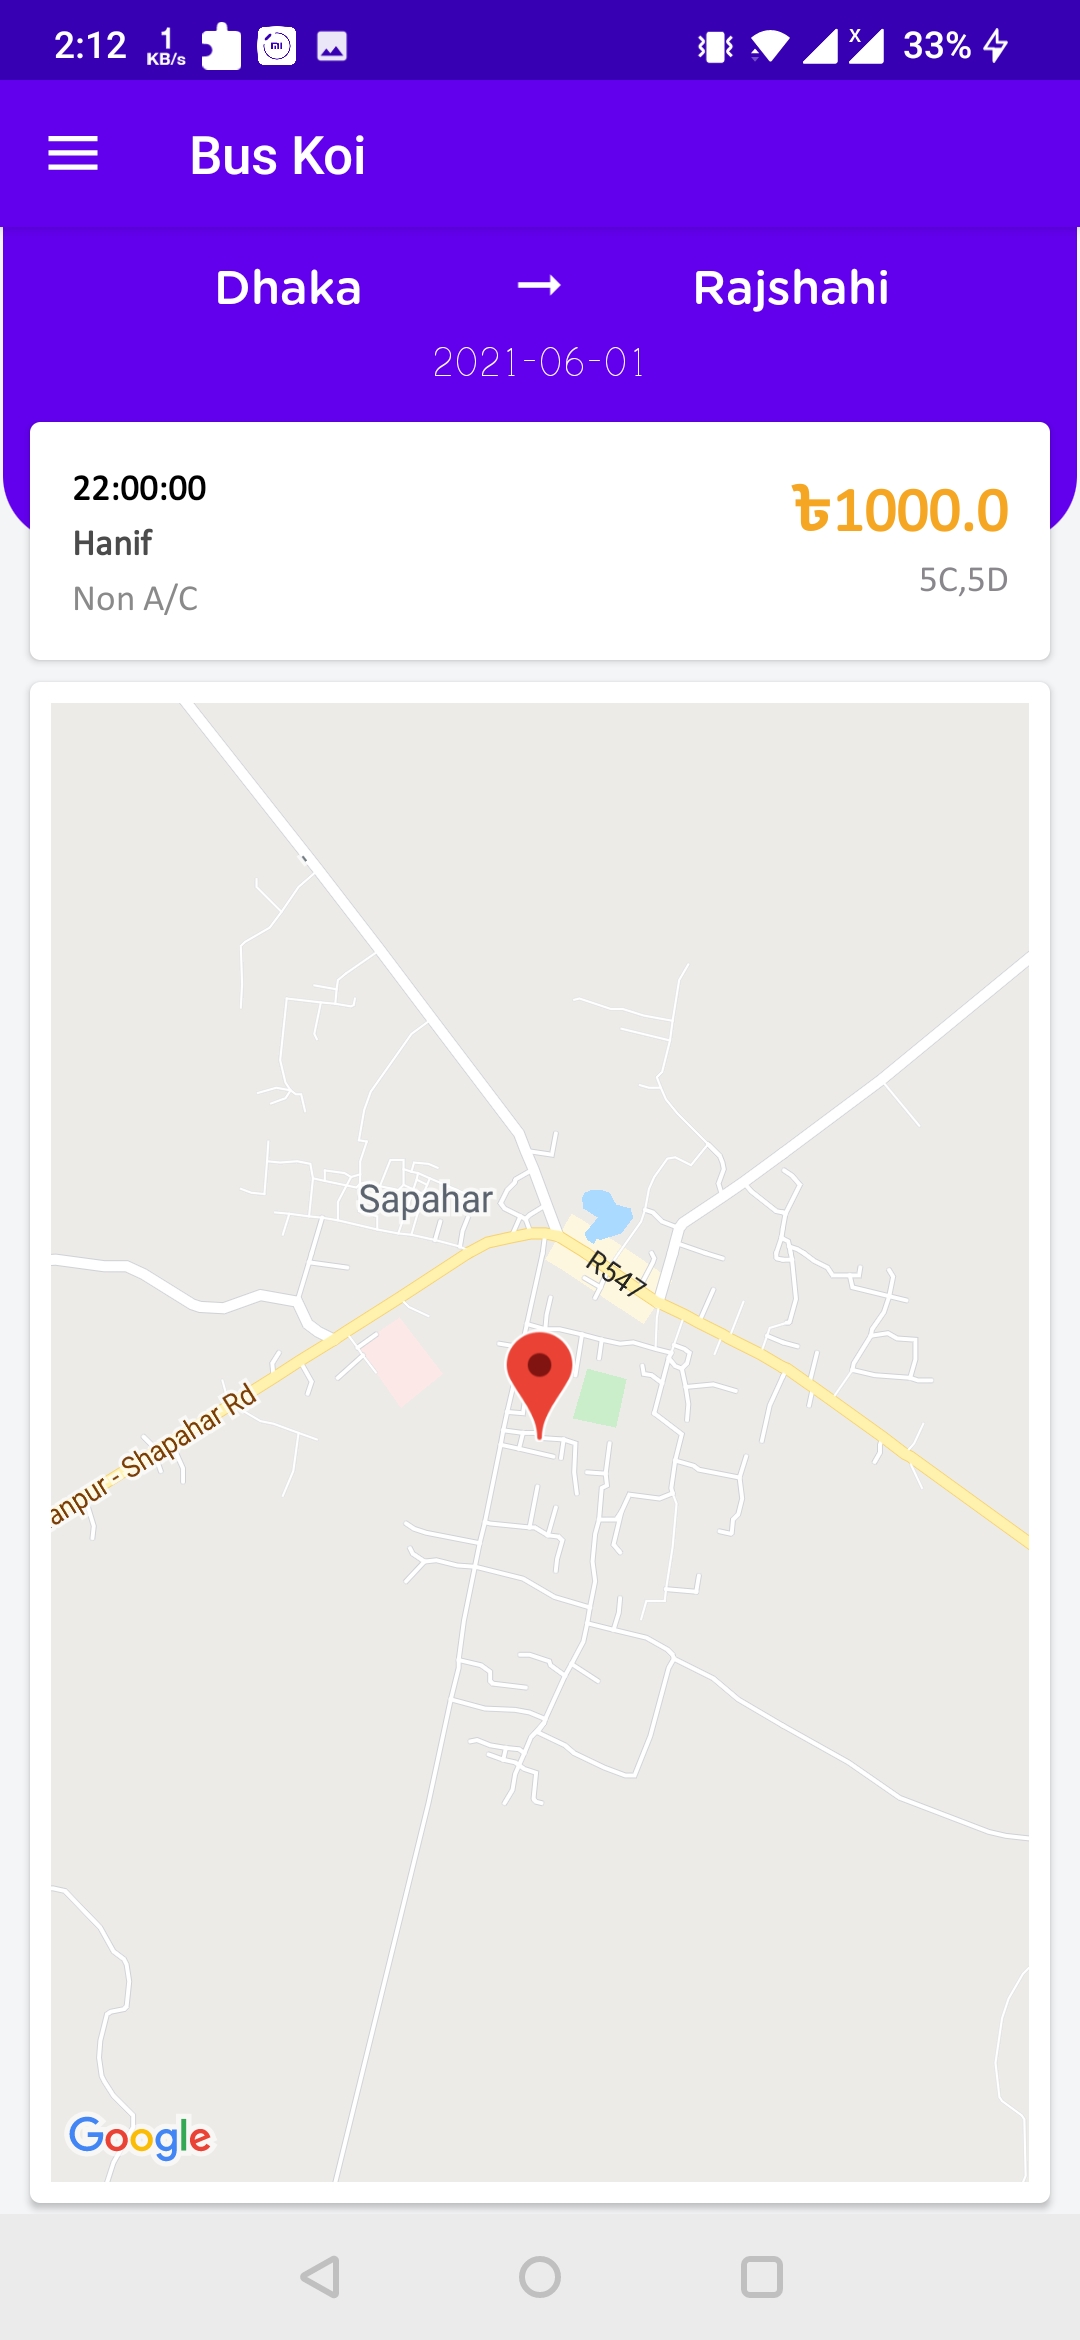 2:12 1 KB/s 33%
Bus Koi
Dhaka → Rajshahi
2021-06-01
22:00:00
Hanif
Non A/C
৳1000.0
5C,5D
Sapahar
R547
anpur - Shapahar Rd
Google